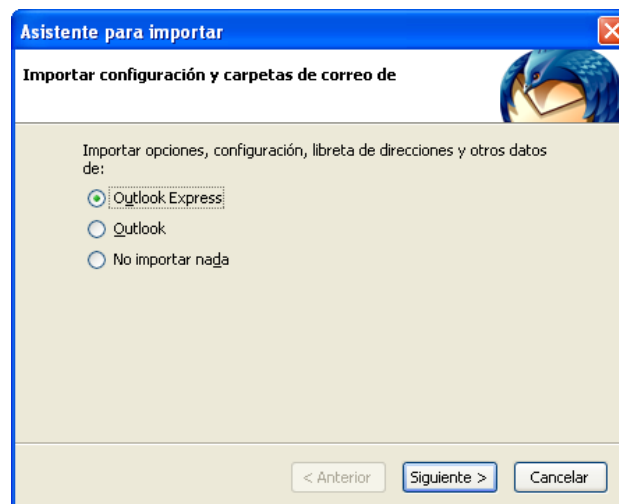 Asistente para importar
Importar configuración y carpetas de correo de
Importar opciones, configuración, libreta de direcciones y otros datos
de:
Outlook Express
Outlook
No importar nada
< Anterior
Siguiente >
Cancelar